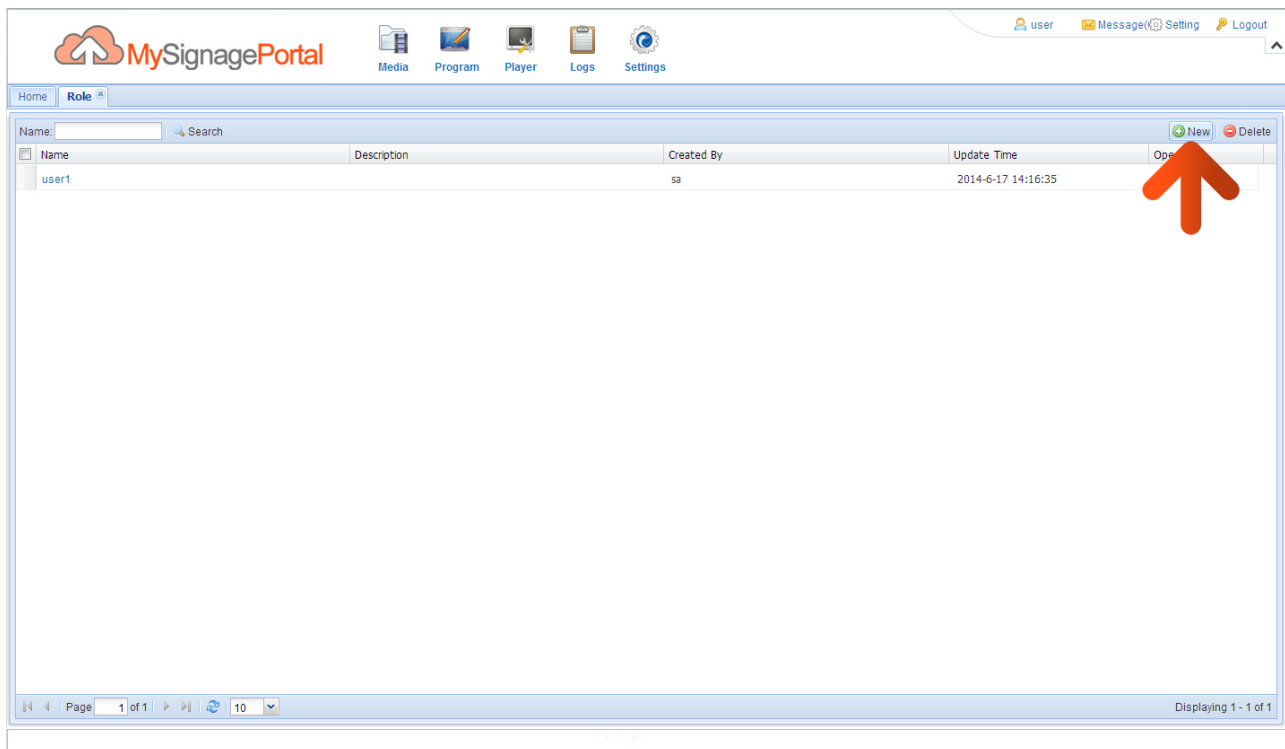 user Message( Setting Logout
MySignagePortal
Media Program Player Logs Settings
Home Role
Name: Search New Delete
Name Description Created By Update Time Ope
user1 sa 2014-6-17 14:16:35
Page 1 of 1 10 Displaying 1 - 1 of 1